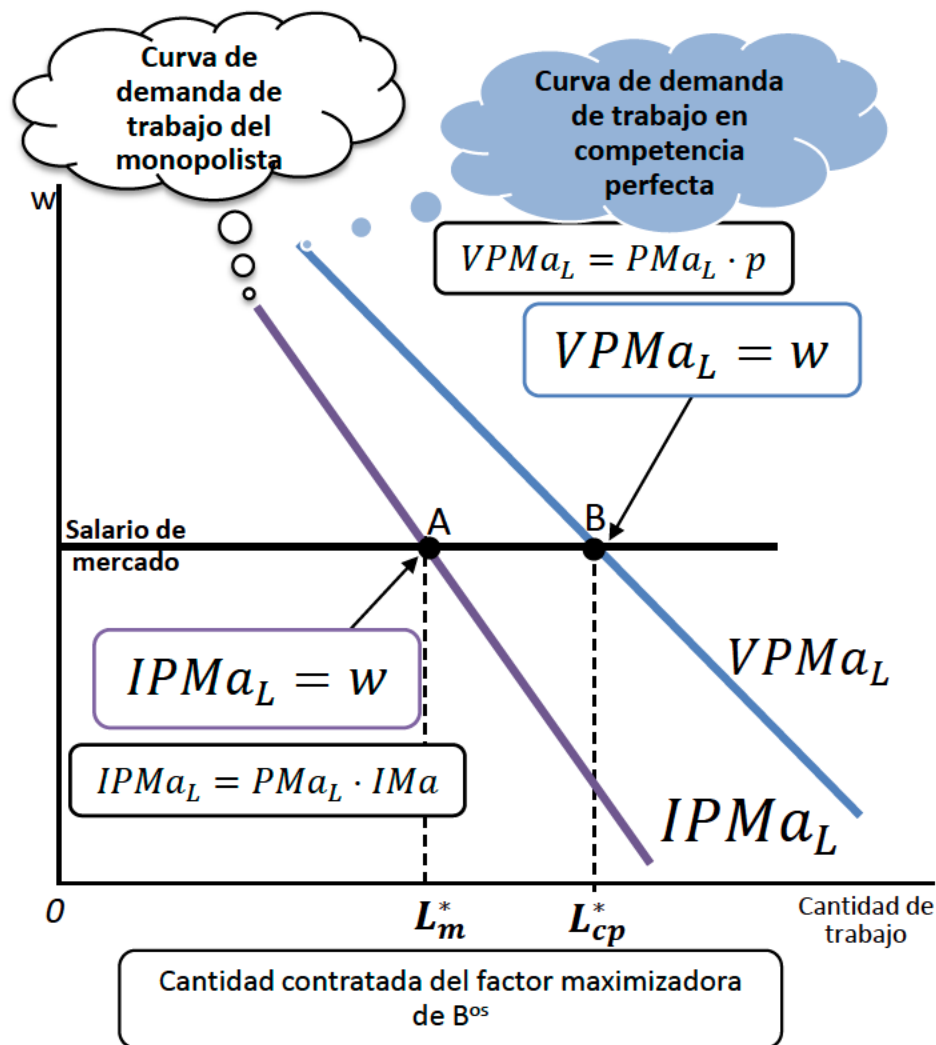 Curva de
demanda de
trabajo del
monopolista
Curva de demanda
de trabajo en
competencia
perfecta
w
VPMa_L = PMa_L · p
VPMa_L = w
A
B
Salario de
mercado
IPMa_L = w
VPMa_L
IPMa_L = PMa_L · IMa
IPMa_L
0
L*_m
L*_cp
Cantidad de
trabajo
Cantidad contratada del factor maximizadora
de B^os